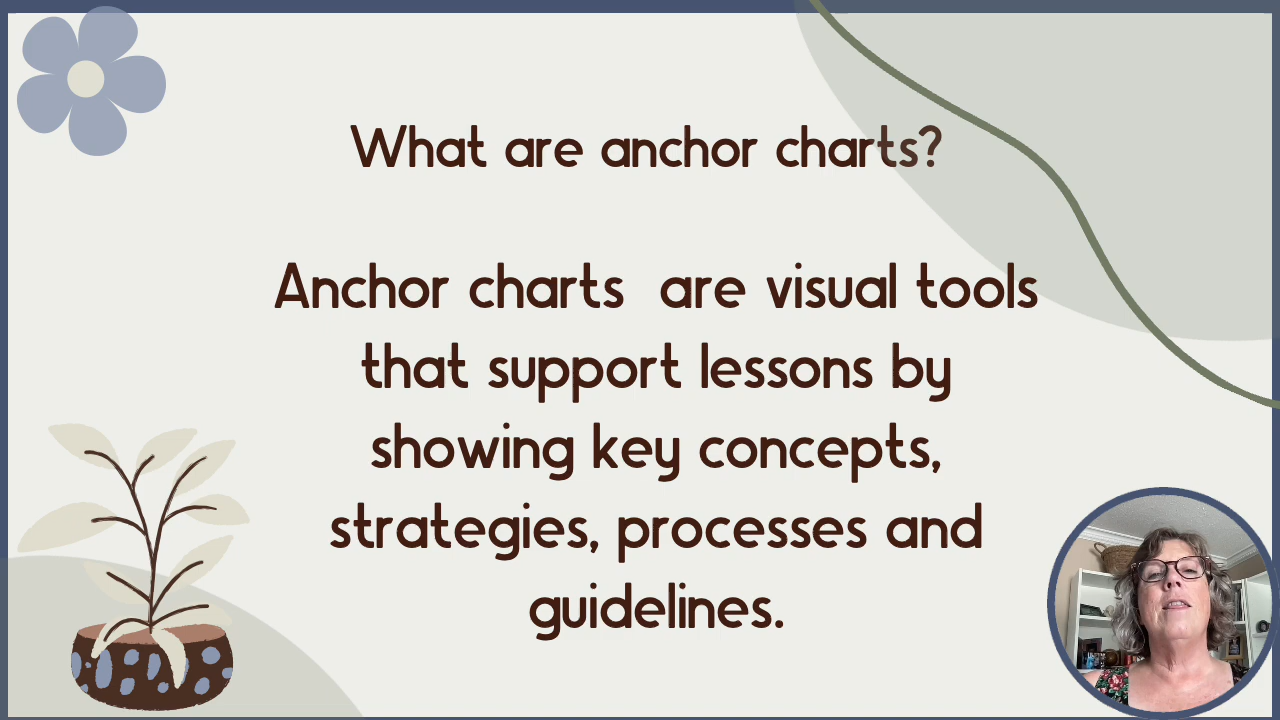 What are anchor charts?
Anchor charts  are visual tools
that support lessons by
showing key concepts,
strategies, processes and
guidelines.